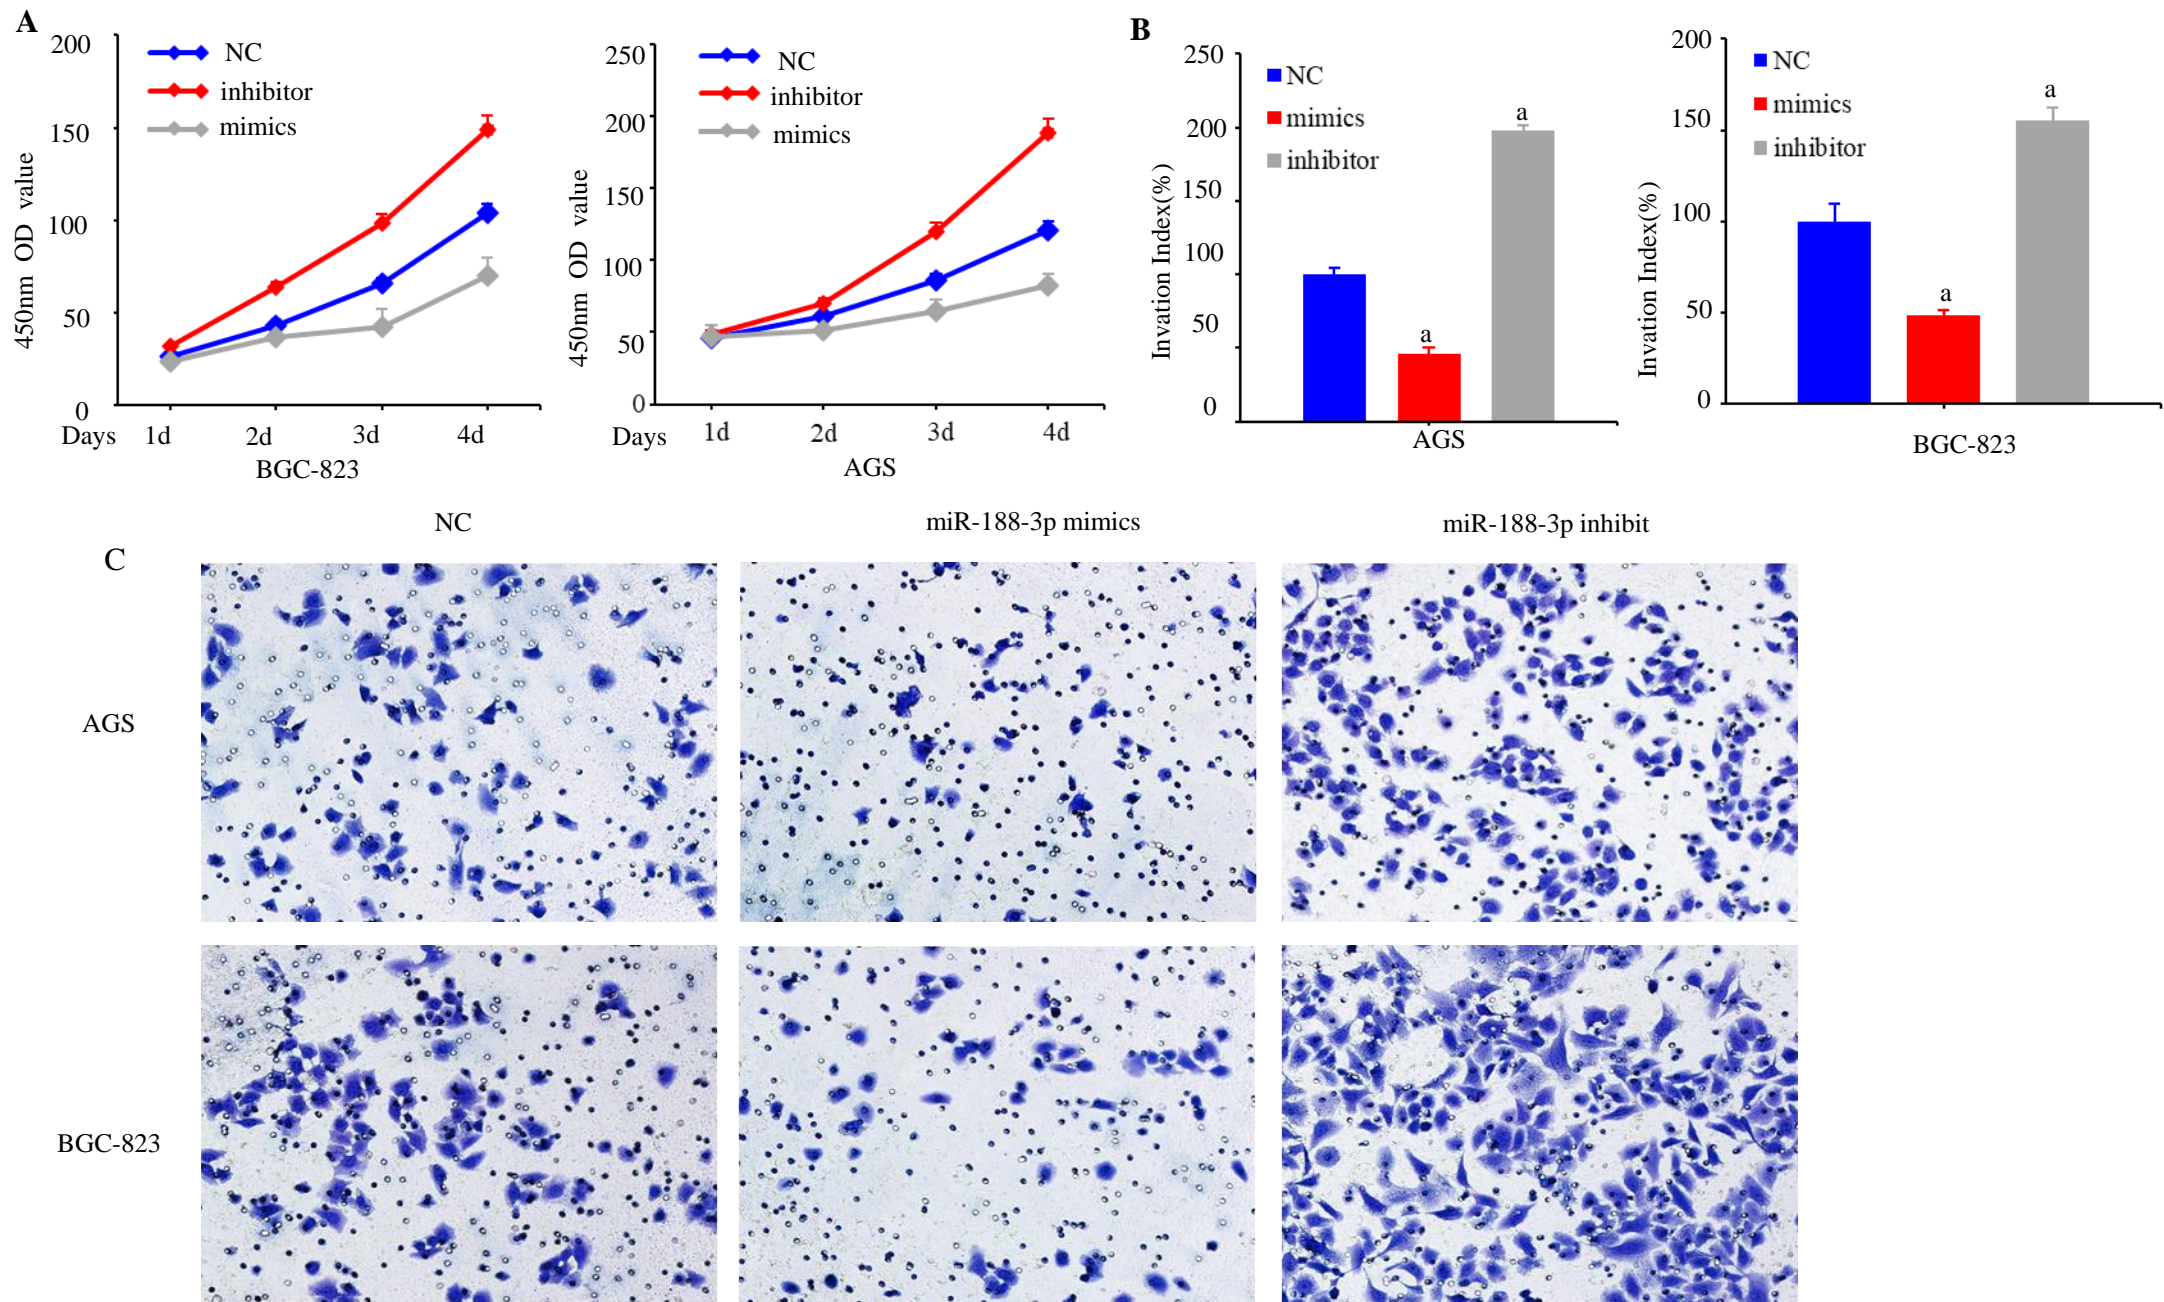 A
200
150
100
50
0
450nm OD value
NC
inhibitor
mimics
Days 1d 2d 3d 4d
BGC-823
250
200
150
100
50
0
450nm OD value
NC
inhibitor
mimics
Days 1d 2d 3d 4d
AGS
B
250
200
150
100
50
0
Invation Index(%)
NC
mimics
inhibitor
a
a
AGS
200
150
100
50
0
Invation Index(%)
NC
mimics
inhibitor
a
a
BGC-823
C
NC miR-188-3p mimics miR-188-3p inhibit
AGS
BGC-823